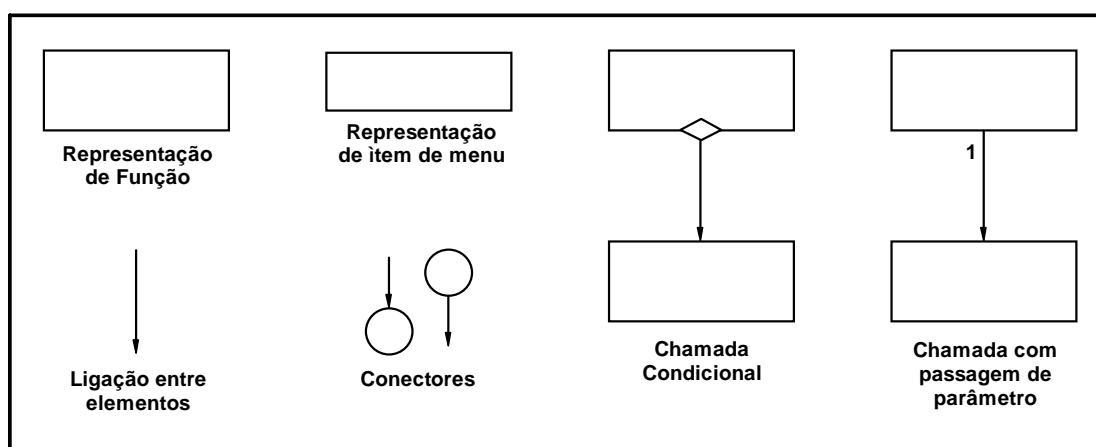 Representação
de Função
Representação
de ìtem de menu
1
Ligação entre
elementos
Conectores
Chamada
Condicional
Chamada com
passagem de
parâmetro